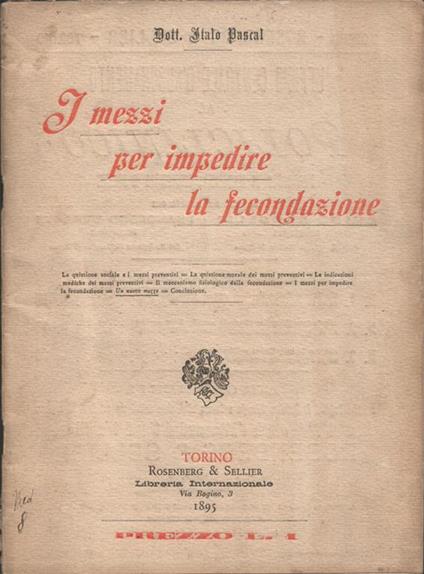 Dott. Italo Pascal
I mezzi
per impedire
la fecondazione
La quistione sociale e i mezzi preventivi — La quistione morale dei mezzi preventivi — Le indicazioni
mediche dei mezzi preventivi — Il meccanismo fisiologico della fecondazione — I mezzi per impedire
la fecondazione — Un nuovo mezzo — Conclusione.
TORINO
ROSENBERG & SELLIER
Libreria Internazionale
Via Bogino, 3
1895
PREZZO L. 1
8